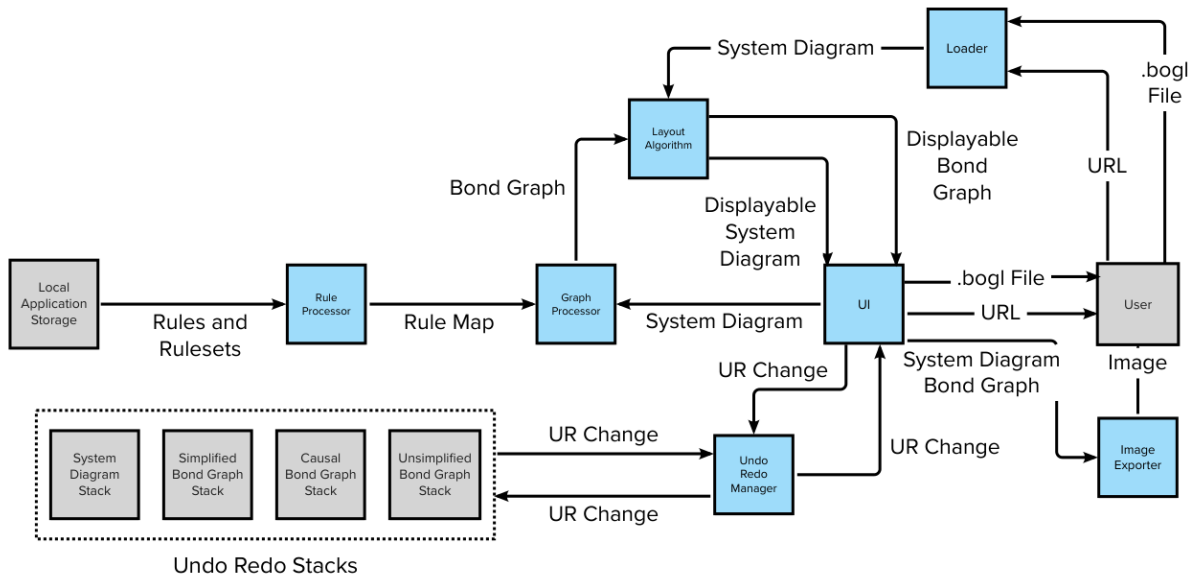 System Diagram
Loader
.bogl
File
Layout
Algorithm
Displayable
Bond
Graph
URL
Bond Graph
Displayable
System
Diagram
Local
Application
Storage
Rules and
Rulesets
Rule
Processor
Rule Map
Graph
Processor
System Diagram
UI
.bogl File
URL
User
System Diagram
Bond Graph
Image
UR Change
UR Change
Image
Exporter
System
Diagram
Stack
Simplified
Bond Graph
Stack
Causal
Bond Graph
Stack
Unsimplified
Bond Graph
Stack
UR Change
UR Change
Undo
Redo
Manager
Undo Redo Stacks